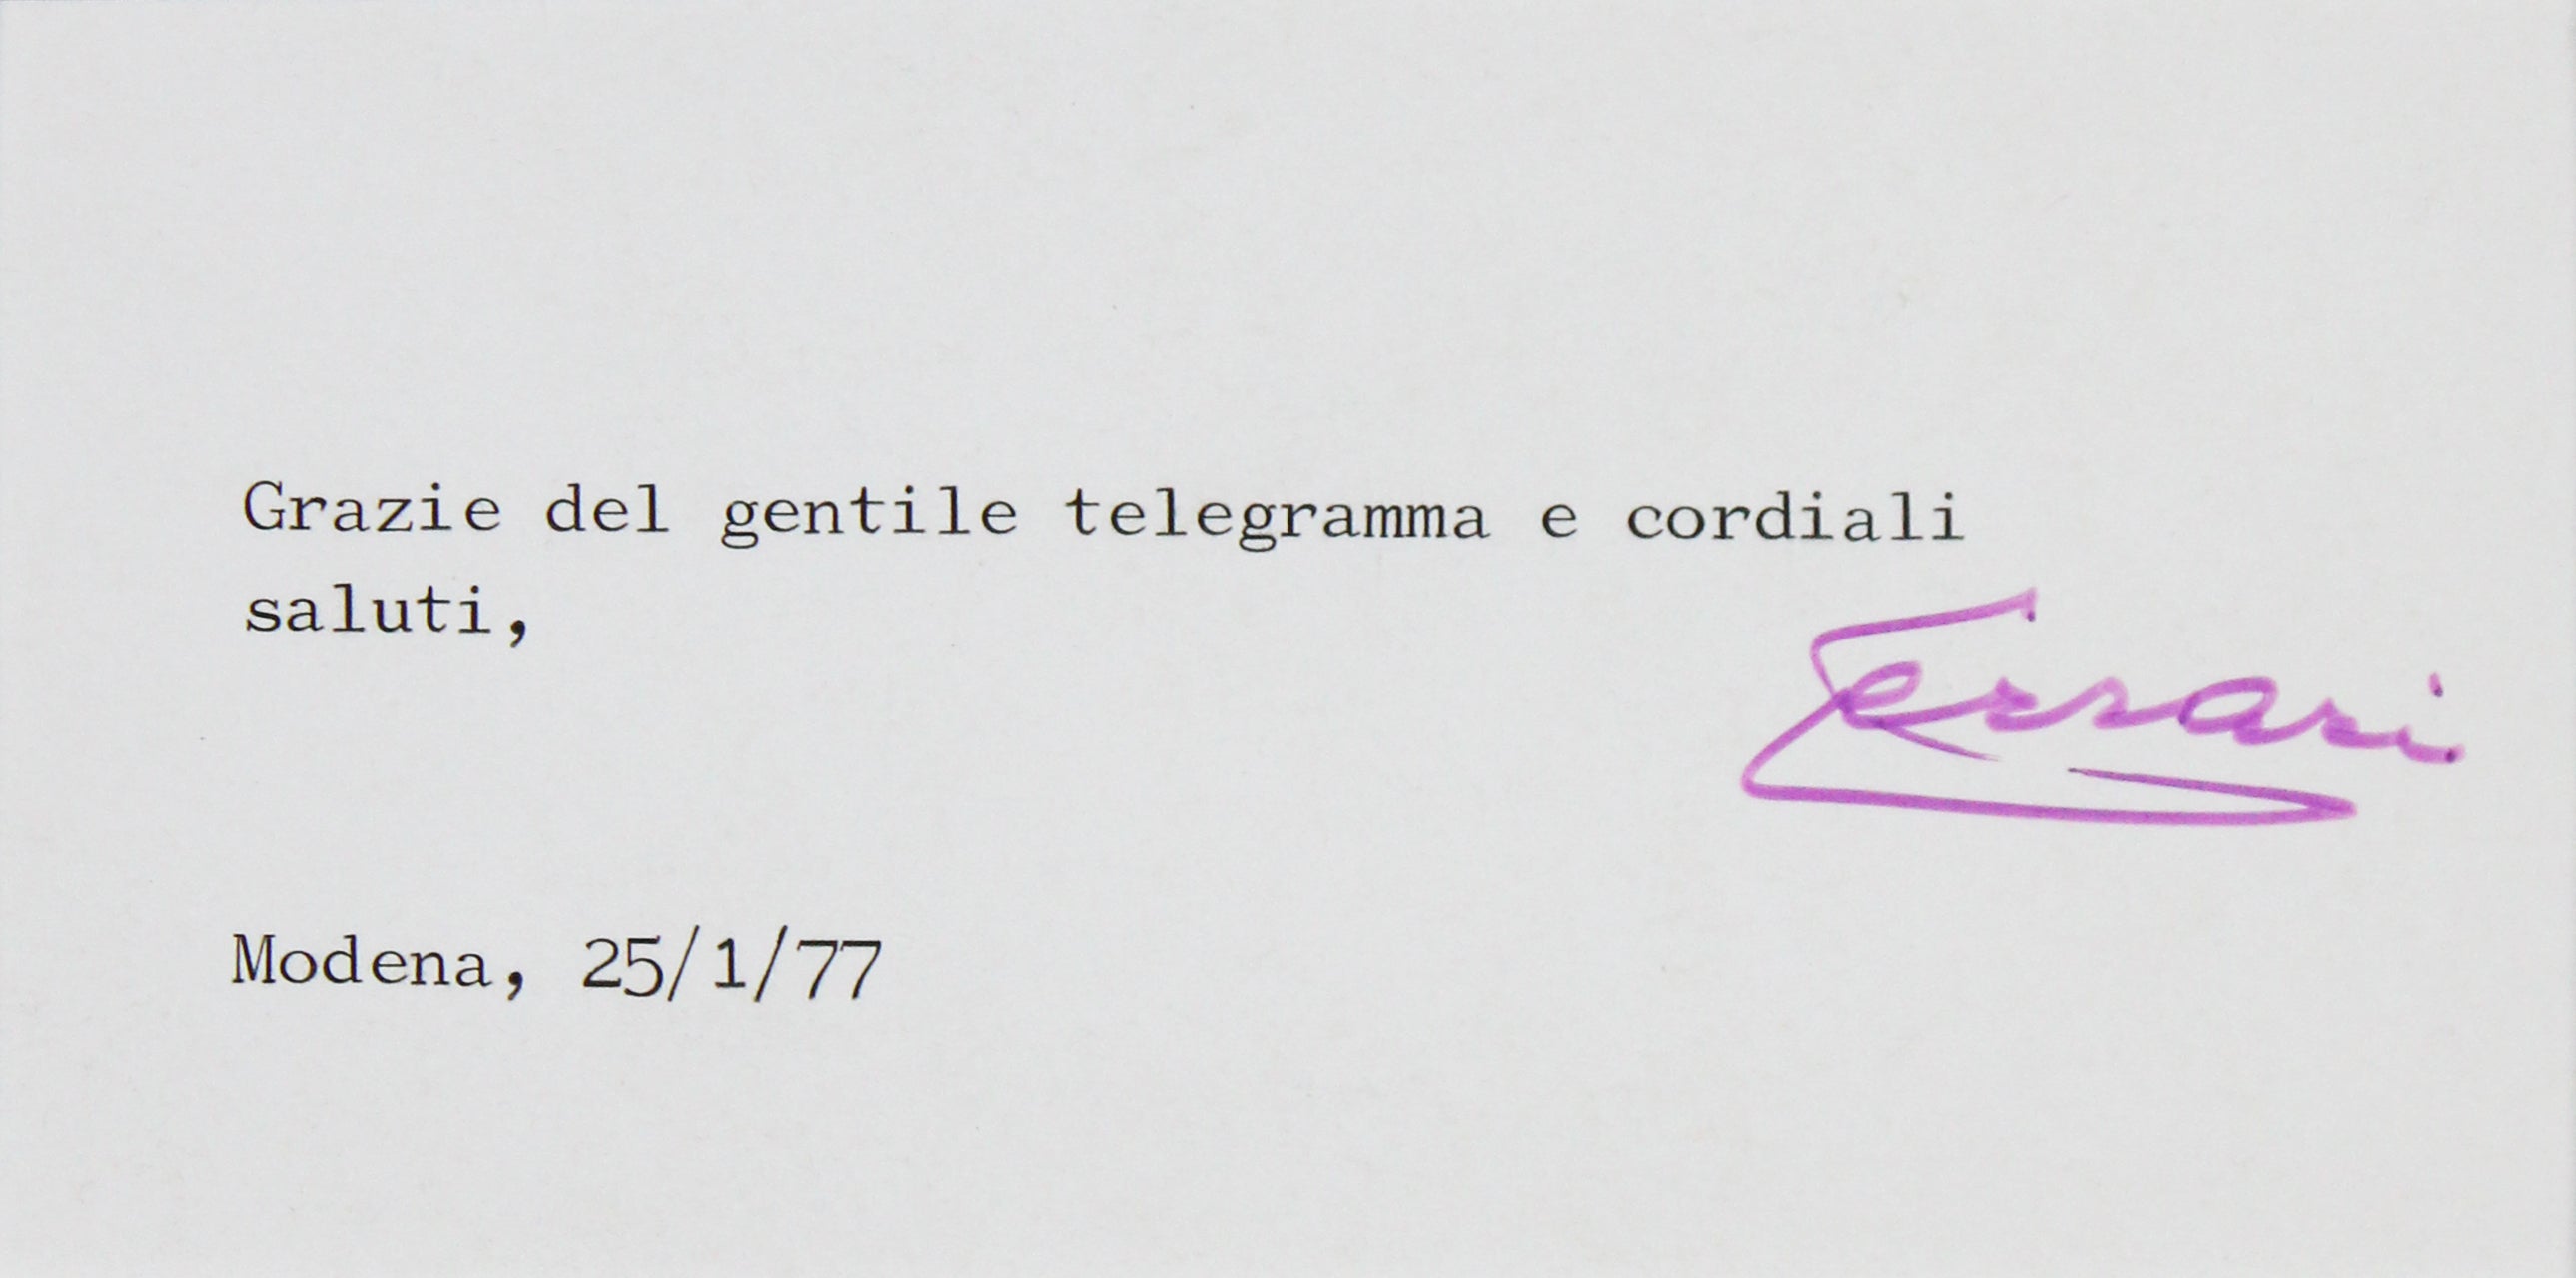 Grazie del gentile telegramma e cordiali
saluti,
Ferrari
Modena, 25/1/77